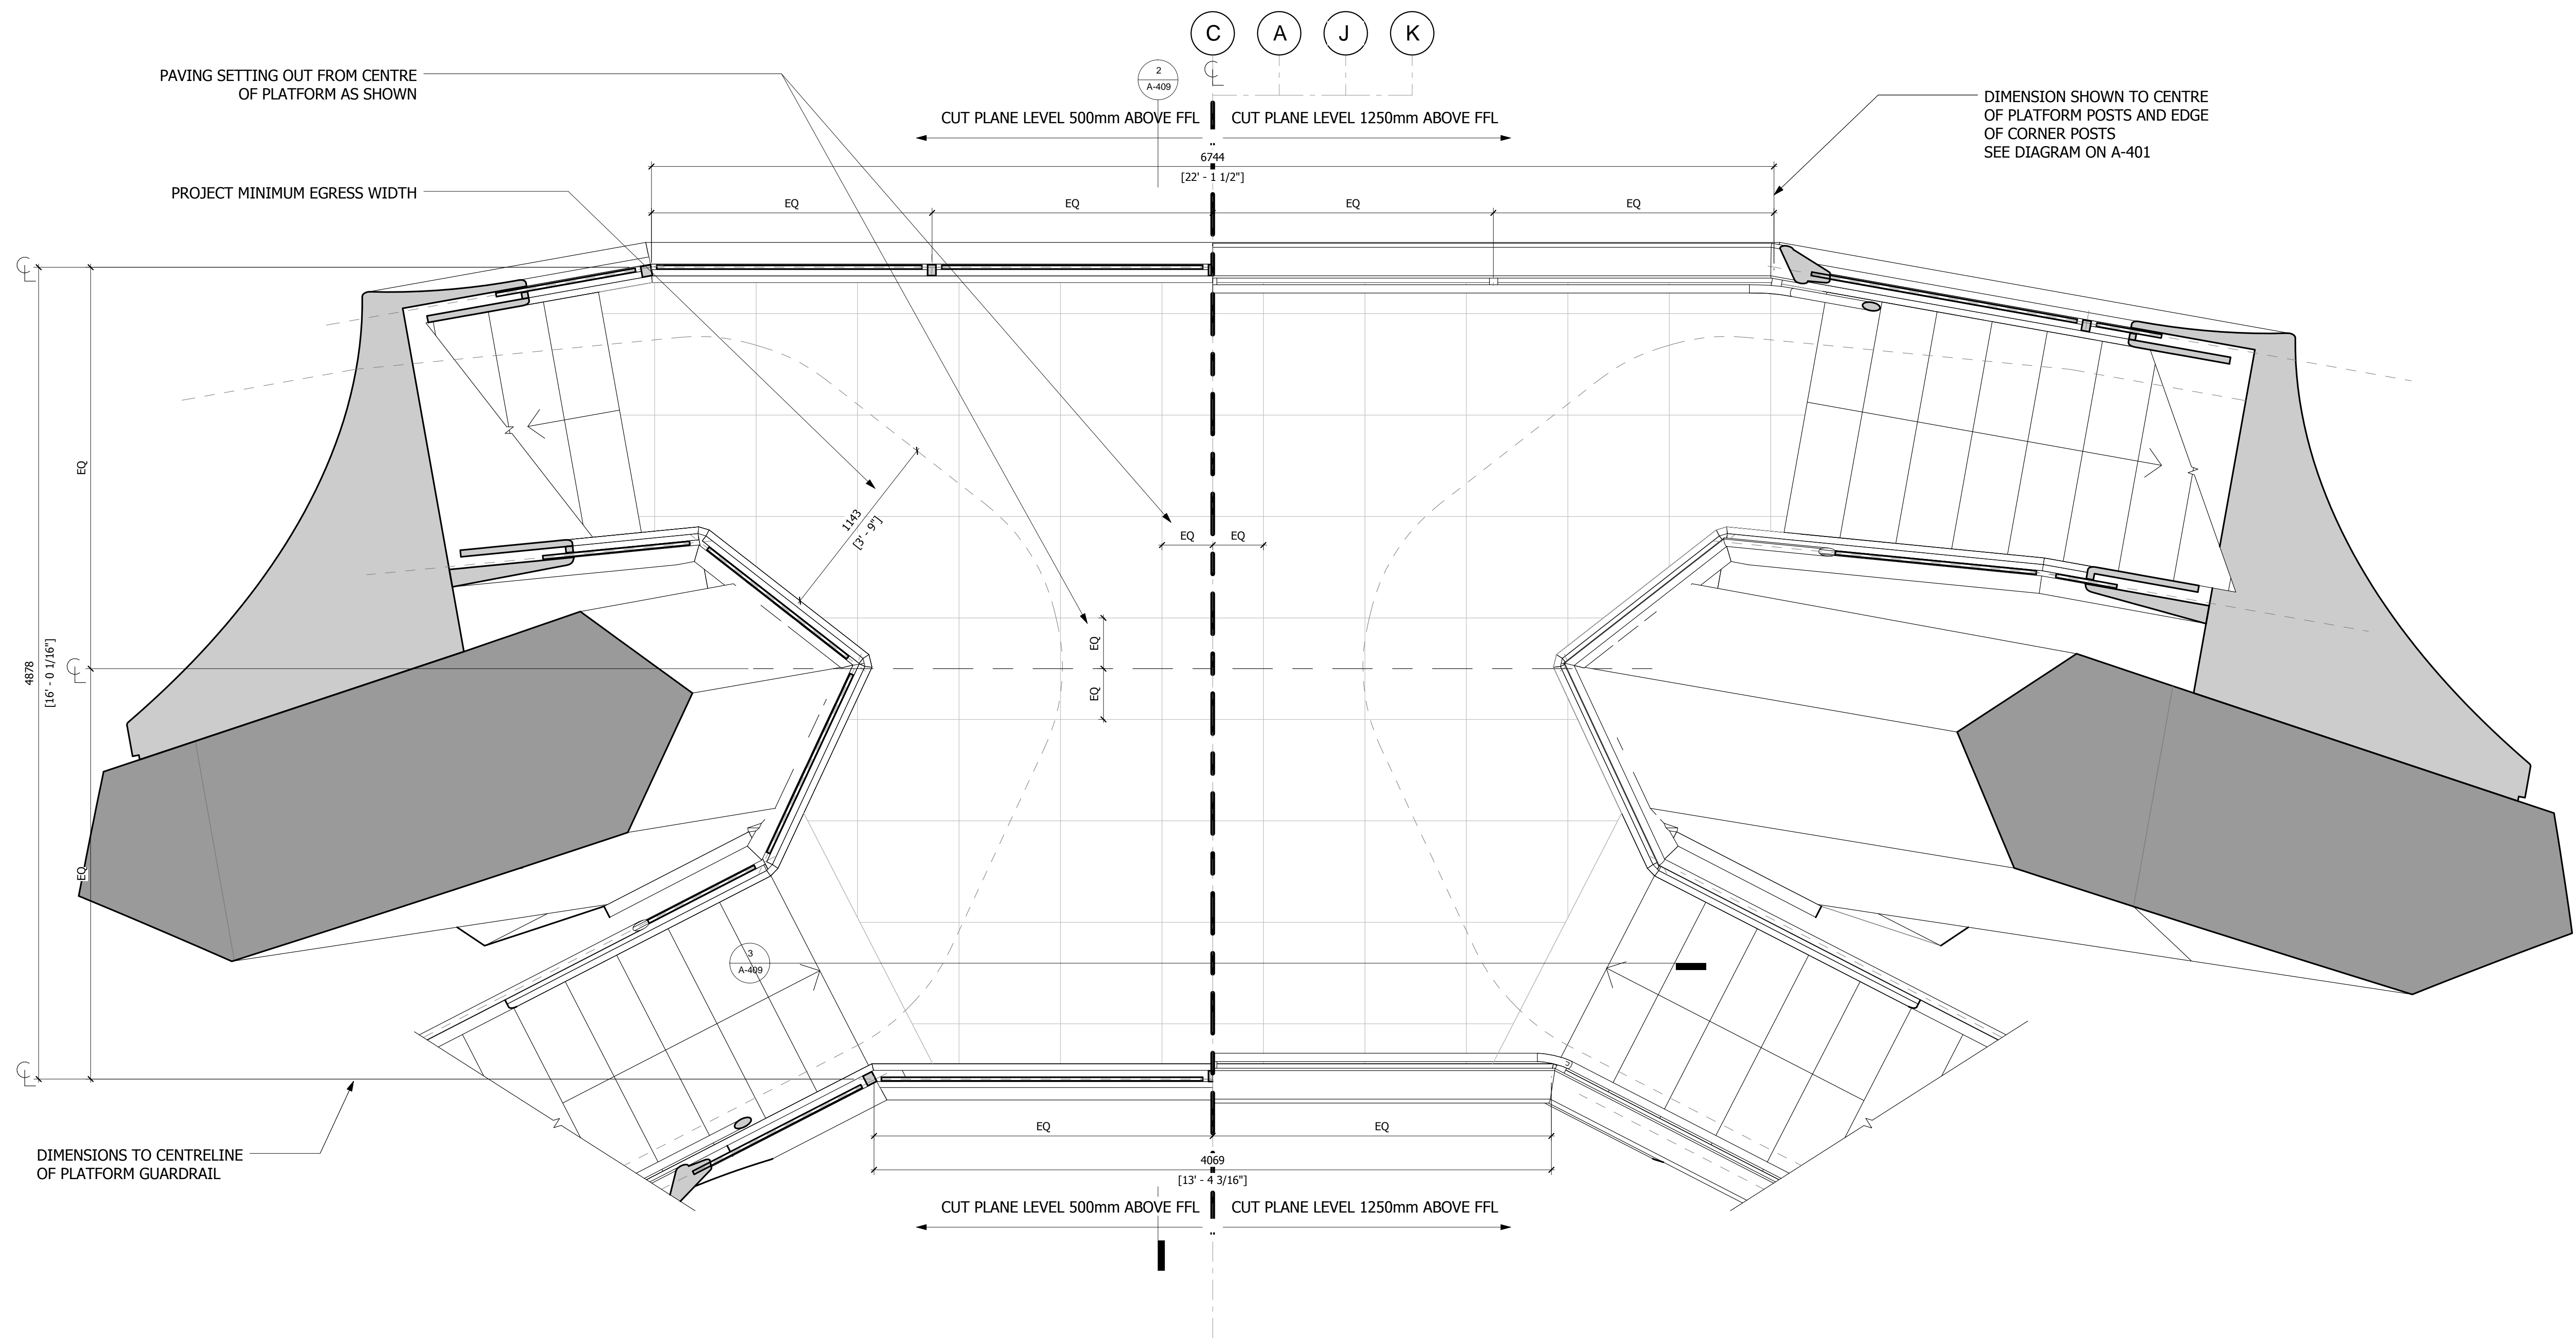 C A J K
PAVING SETTING OUT FROM CENTRE
OF PLATFORM AS SHOWN
2
A-409
CUT PLANE LEVEL 500mm ABOVE FFL
CUT PLANE LEVEL 1250mm ABOVE FFL
DIMENSION SHOWN TO CENTRE
OF PLATFORM POSTS AND EDGE
OF CORNER POSTS
SEE DIAGRAM ON A-401
6744
[22' - 1 1/2"]
PROJECT MINIMUM EGRESS WIDTH
EQ EQ EQ EQ
EQ
1143
[3' - 9"]
EQ EQ
EQ
EQ
4878
[16' - 0 1/16"]
EQ
3
A-409
EQ EQ
DIMENSIONS TO CENTRELINE
OF PLATFORM GUARDRAIL
4069
[13' - 4 3/16"]
CUT PLANE LEVEL 500mm ABOVE FFL
CUT PLANE LEVEL 1250mm ABOVE FFL